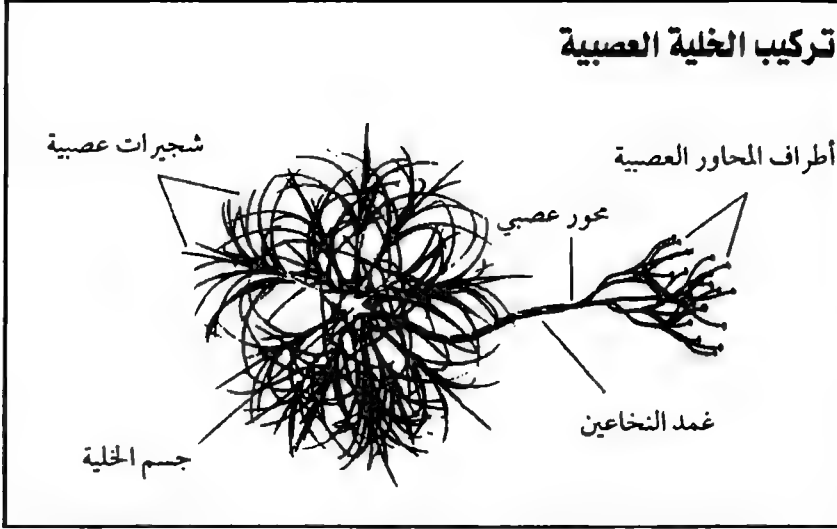 تركيب الخلية العصبية
أطراف المحاور العصبية
شجيرات عصبية
محور عصبي
غمد النخاعين
جسم الخلية